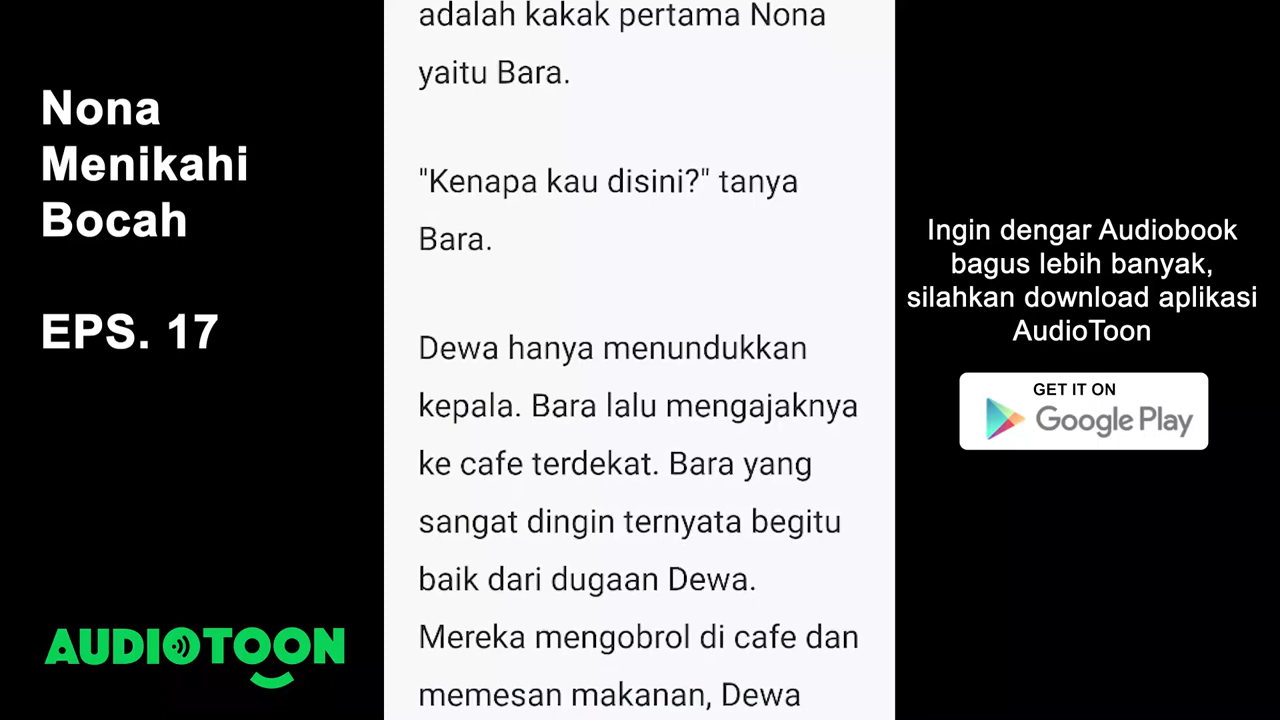 Nona
Menikahi
Bocah
EPS. 17
AUDIOTOON
adalah kakak pertama Nona
yaitu Bara.
"Kenapa kau disini?" tanya
Bara.
Dewa hanya menundukkan
kepala. Bara lalu mengajaknya
ke cafe terdekat. Bara yang
sangat dingin ternyata begitu
baik dari dugaan Dewa.
Mereka mengobrol di cafe dan
memesan makanan, Dewa
Ingin dengar Audiobook
bagus lebih banyak,
silahkan download aplikasi
AudioToon
GET IT ON
Google Play